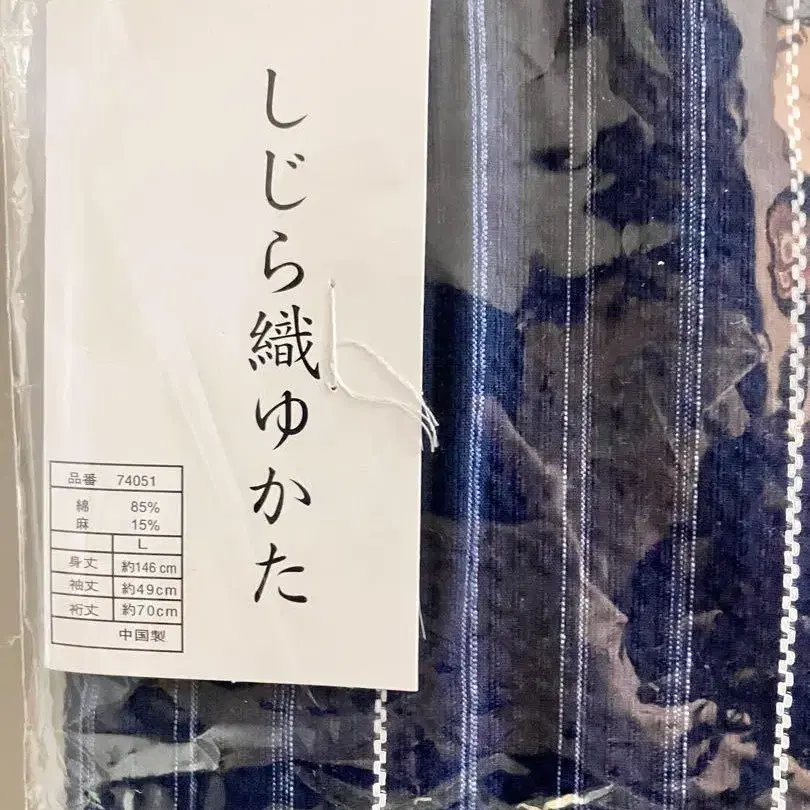 しじら織ゆかた
品番 74051
綿 85%
麻 15%
L
身丈 約146cm
袖丈 約49cm
裄丈 約70cm
中国製